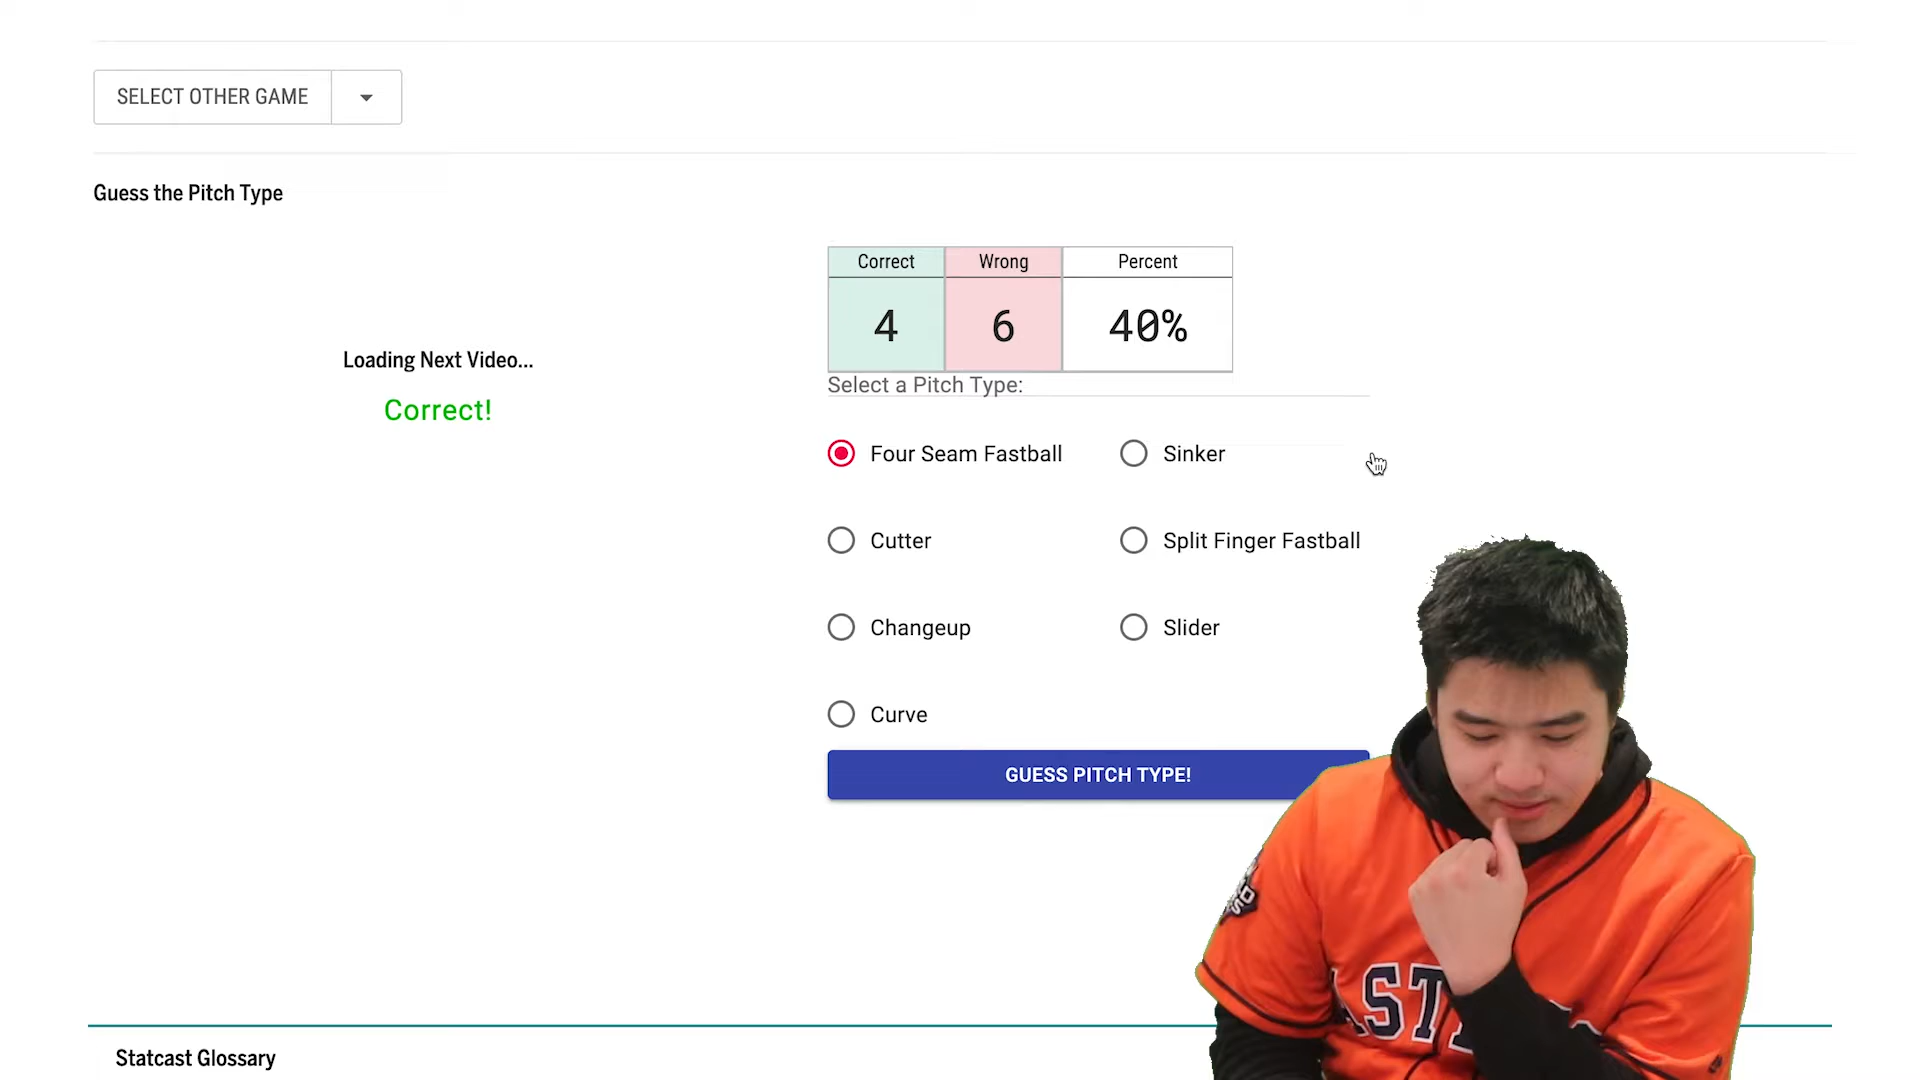 SELECT OTHER GAME
Guess the Pitch Type
Correct Wrong Percent
4 6 40%
Loading Next Video...
Correct!
Select a Pitch Type:
Four Seam Fastball Sinker
Cutter Split Finger Fastball
Changeup Slider
Curve
GUESS PITCH TYPE!
Statcast Glossary